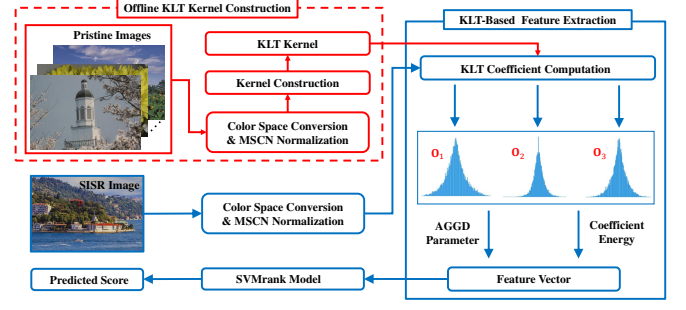 Offline KLT Kernel Construction
Pristine Images
KLT Kernel
Kernel Construction
Color Space Conversion
& MSCN Normalization
KLT-Based Feature Extraction
KLT Coefficient Computation
O1
O2
O3
AGGD
Parameter
Coefficient
Energy
Feature Vector
SISR Image
Color Space Conversion
& MSCN Normalization
SVMrank Model
Predicted Score